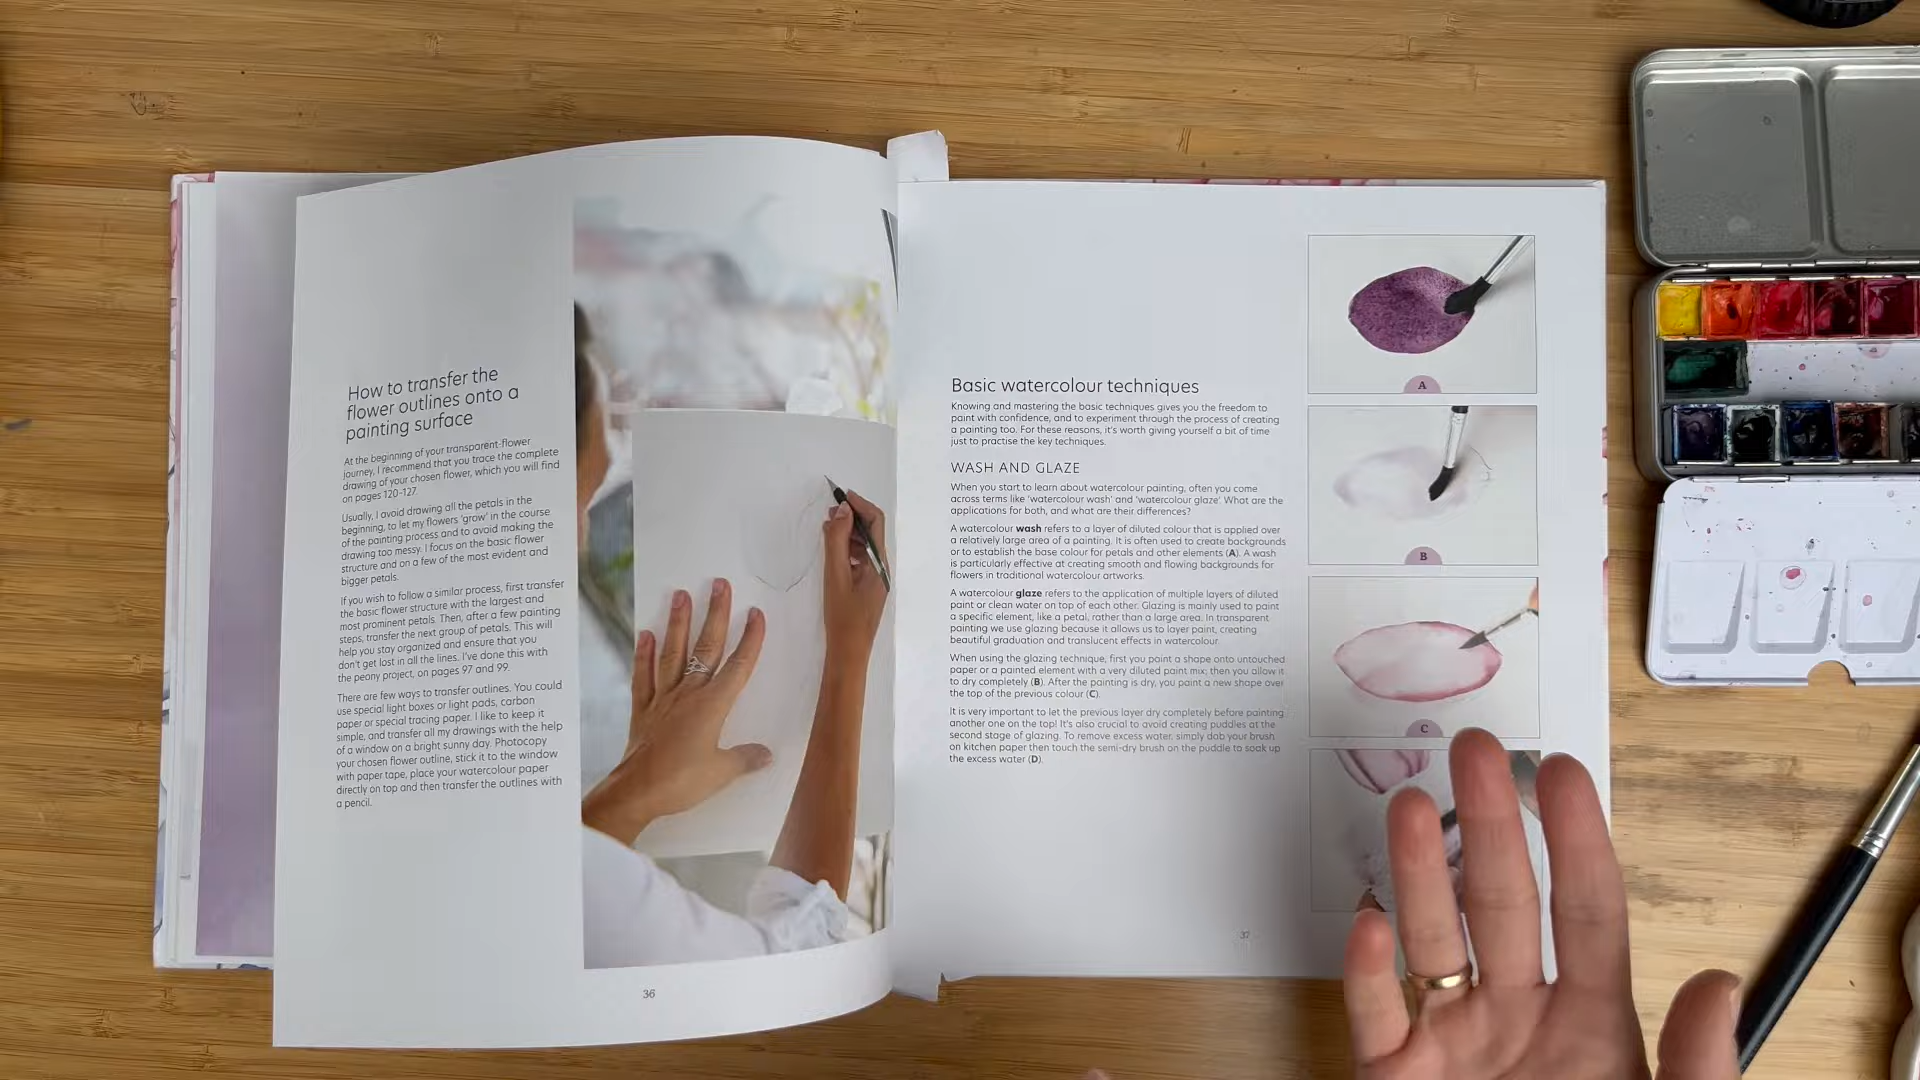 How to transfer the
flower outlines onto a
painting surface
At the beginning of your transparent-flower
journey, I recommend that you trace the complete
drawing of your chosen flower, which you will find
on pages 120-127.
Usually, I avoid drawing all the petals in the
beginning, to let my flowers 'grow' in the course
of the painting process and to avoid making the
drawing too messy. I focus on the basic flower
structure and on a few of the most evident and
bigger petals.
If you wish to follow a similar process, first transfer
the basic flower structure with the largest and
most prominent petals. Then, after a few painting
steps, transfer the next group of petals. This will
help you stay organized and ensure that you
don't get lost in all the lines. I've done this with
the peony project, on pages 97 and 99.
There are few ways to transfer outlines. You could
use special light boxes or light pads, carbon
paper or special tracing paper. I like to keep it
simple, and transfer all my drawings with the help
of a window on a bright sunny day. Photocopy
your chosen flower outline, stick it to the window
with paper tape, place your watercolour paper
directly on top and then transfer the outlines with
a pencil.
36
Basic watercolour techniques
Knowing and mastering the basic techniques gives you the freedom to
paint with confidence, and to experiment through the process of creating
a painting too. For these reasons, it's worth giving yourself a bit of time
just to practise the key techniques.
WASH AND GLAZE
When you start to learn about watercolour painting, often you come
across terms like 'watercolour wash' and 'watercolour glaze'. What are the
applications for both, and what are their differences?
A watercolour wash refers to a layer of diluted colour that is applied over
a relatively large area of a painting. It is often used to create backgrounds
or to establish the base colour for petals and other elements (A). A wash
is particularly effective at creating smooth and flowing backgrounds for
flowers in traditional watercolour artworks.
A watercolour glaze refers to the application of multiple layers of diluted
paint or clean water on top of each other. Glazing is mainly used to paint
a specific element, like a petal, rather than a large area. In transparent
painting we use glazing because it allows us to layer paint, creating
beautiful graduation and translucent effects in watercolour.
When using the glazing technique, first you paint a shape onto untouched
paper or a painted element with a very diluted paint mix; then you allow it
to dry completely (B). After the painting is dry, you paint a new shape over
the top of the previous colour (C).
It is very important to let the previous layer dry completely before painting
another one on the top! It's also crucial to avoid creating puddles at the
second stage of glazing. To remove excess water, simply dab your brush
on kitchen paper then touch the semi-dry brush on the puddle to soak up
the excess water (D).
A
B
C
37